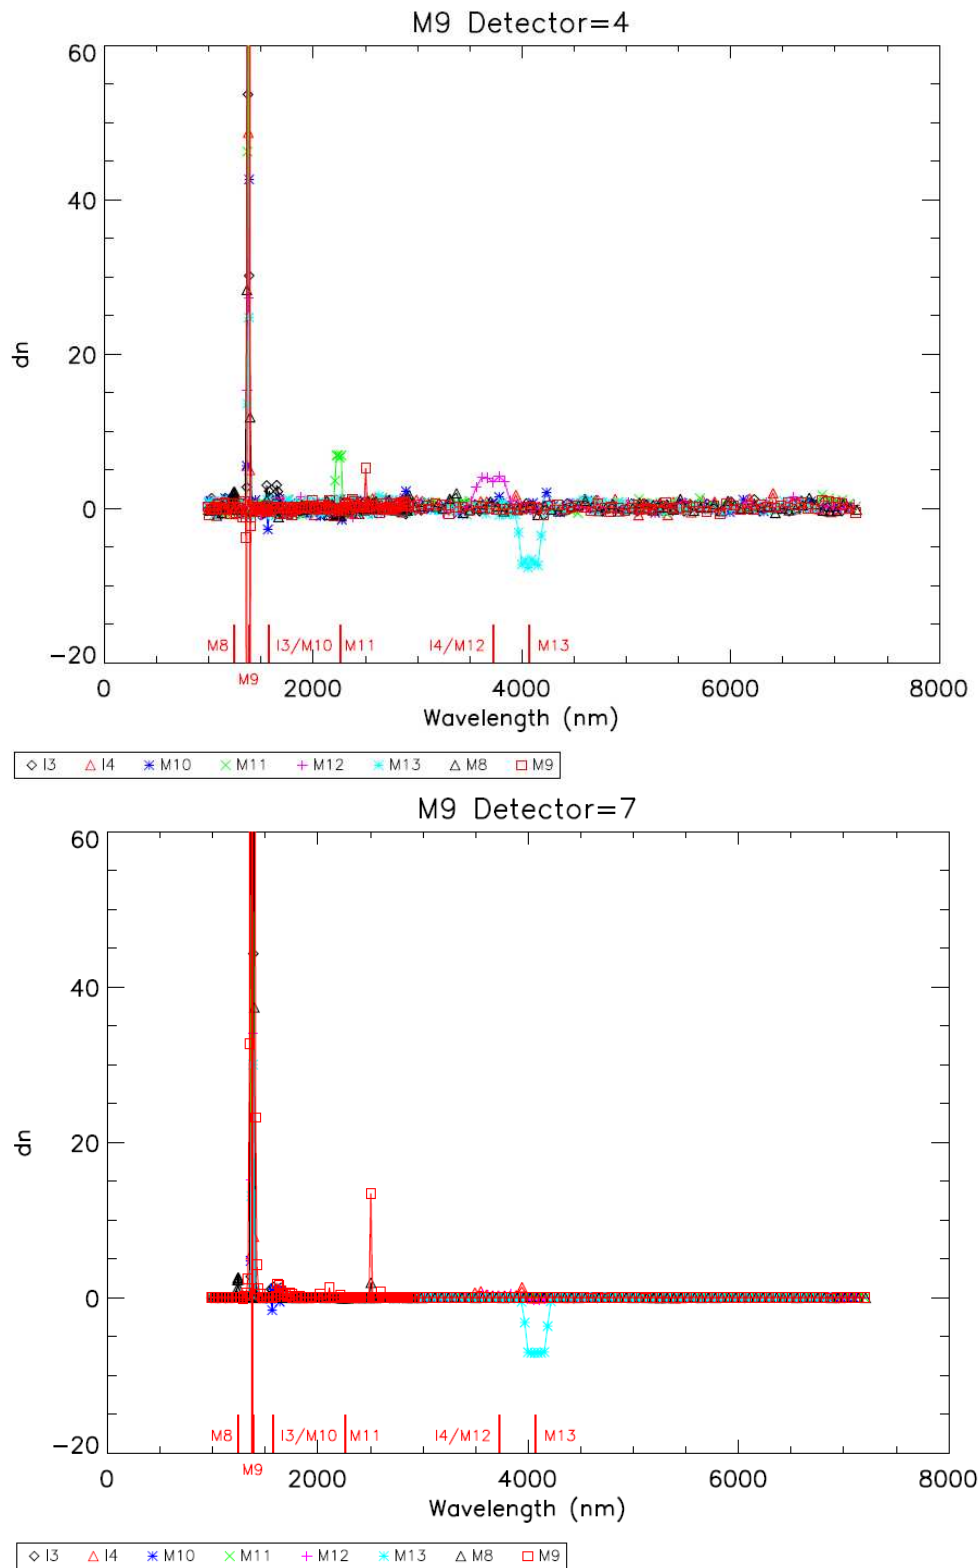 M9 Detector=4
60
40
20
0
−20
dn
M8
M9
I3/M10
M11
I4/M12
M13
0 2000 4000 6000 8000
Wavelength (nm)
I3 I4 M10 M11 M12 M13 M8 M9
M9 Detector=7
60
40
20
0
−20
dn
M8
M9
I3/M10
M11
I4/M12
M13
0 2000 4000 6000 8000
Wavelength (nm)
I3 I4 M10 M11 M12 M13 M8 M9